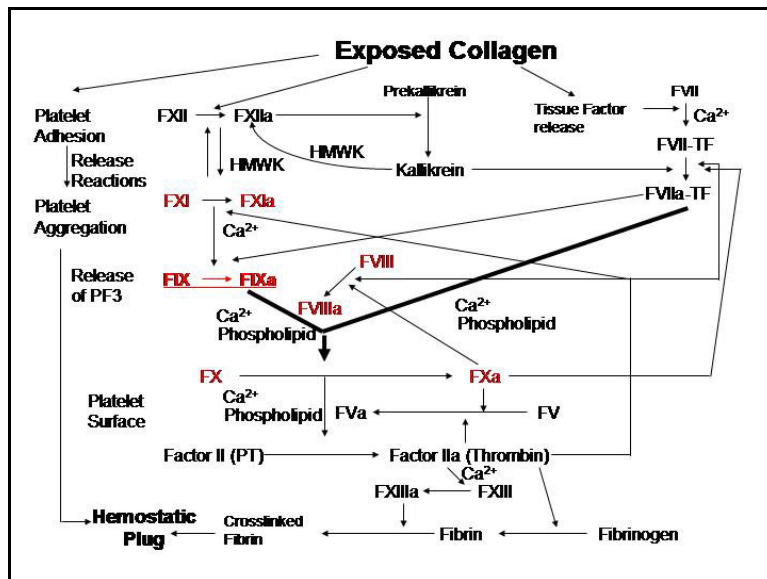 Exposed Collagen
Prekallikrein
FVII
Platelet
Adhesion
FXII
FXIIa
Tissue Factor
release
Ca²⁺
Release
Reactions
HMWK
HMWK
Kallikrein
FVII-TF
FXI
FXIa
FVIIa-TF
Platelet
Aggregation
Ca²⁺
Release
of PF3
FIX
FIXa
FVIII
FVIIIa
Ca²⁺
Phospholipid
Ca²⁺
Phospholipid
FX
FXa
Ca²⁺
Phospholipid
Platelet
Surface
FVa
FV
Factor II (PT)
Factor IIa (Thrombin)
Ca²⁺
FXIIIa
FXIII
Hemostatic
Plug
Crosslinked
Fibrin
Fibrin
Fibrinogen